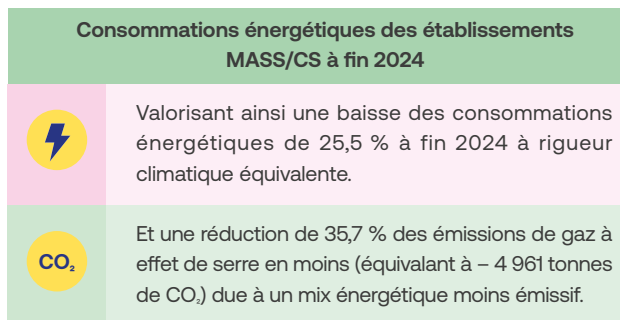 Consommations énergétiques des établissements
MASS/CS à fin 2024
Valorisant ainsi une baisse des consommations
énergétiques de 25,5 % à fin 2024 à rigueur
climatique équivalente.
CO₂
Et une réduction de 35,7 % des émissions de gaz à
effet de serre en moins (équivalant à – 4 961 tonnes
de CO₂) due à un mix énergétique moins émissif.